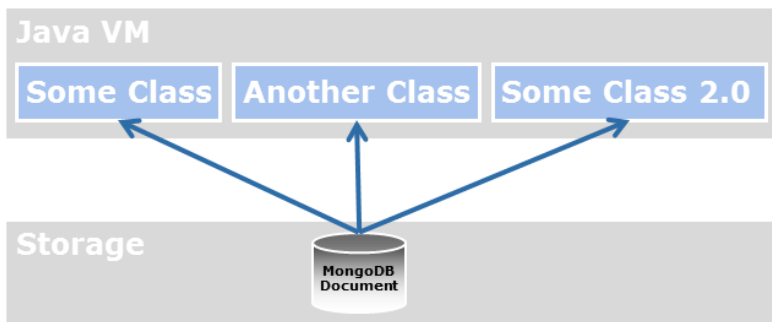 Java VM
Some Class
Another Class
Some Class 2.0
Storage
MongoDB
Document